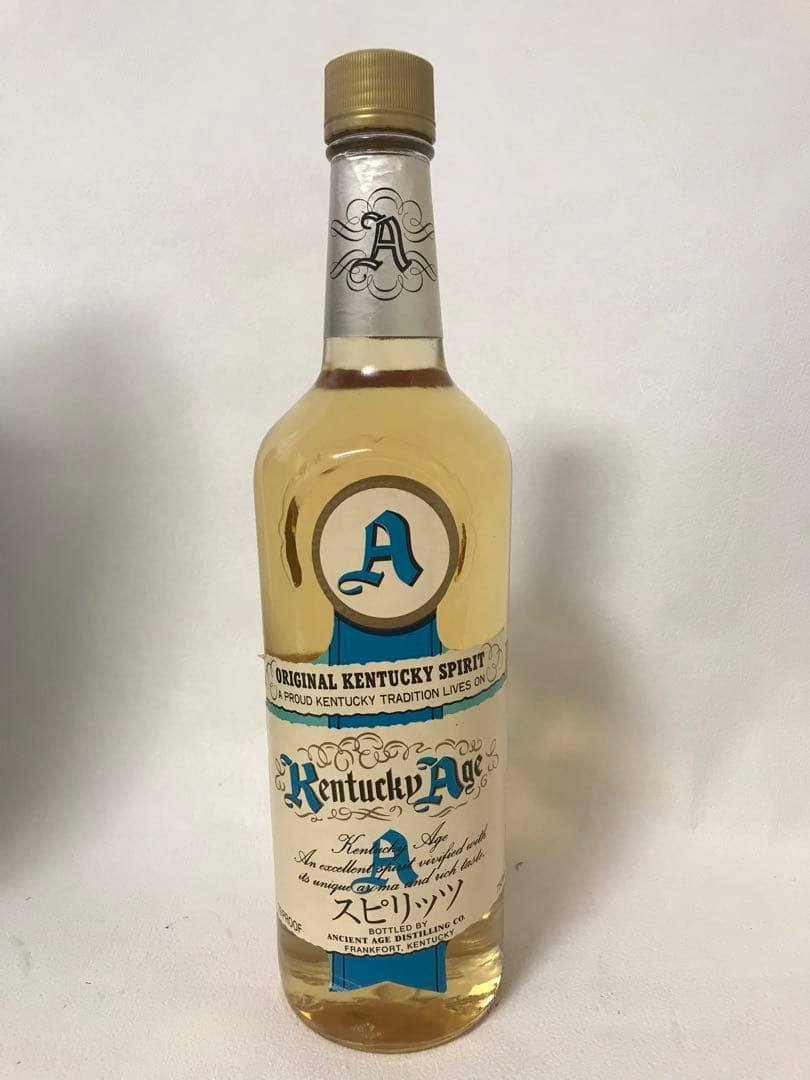 A
A
ORIGINAL KENTUCKY SPIRIT
A PROUD KENTUCKY TRADITION LIVES ON
Kentucky Age
A
Kentucky Age
An excellent spirit vivified with
its unique aroma and rich taste.
スピリッツ
PROOF
BOTTLED BY
ANCIENT AGE DISTILLING CO.
FRANKFORT, KENTUCKY